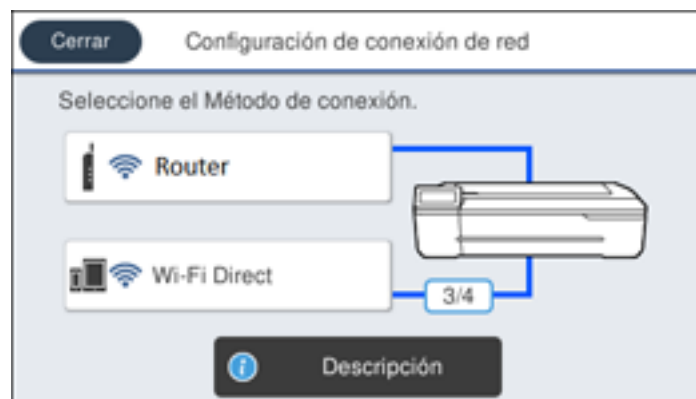 Cerrar Configuración de conexión de red
Seleccione el Método de conexión.
Router
Wi-Fi Direct
3/4
i Descripción